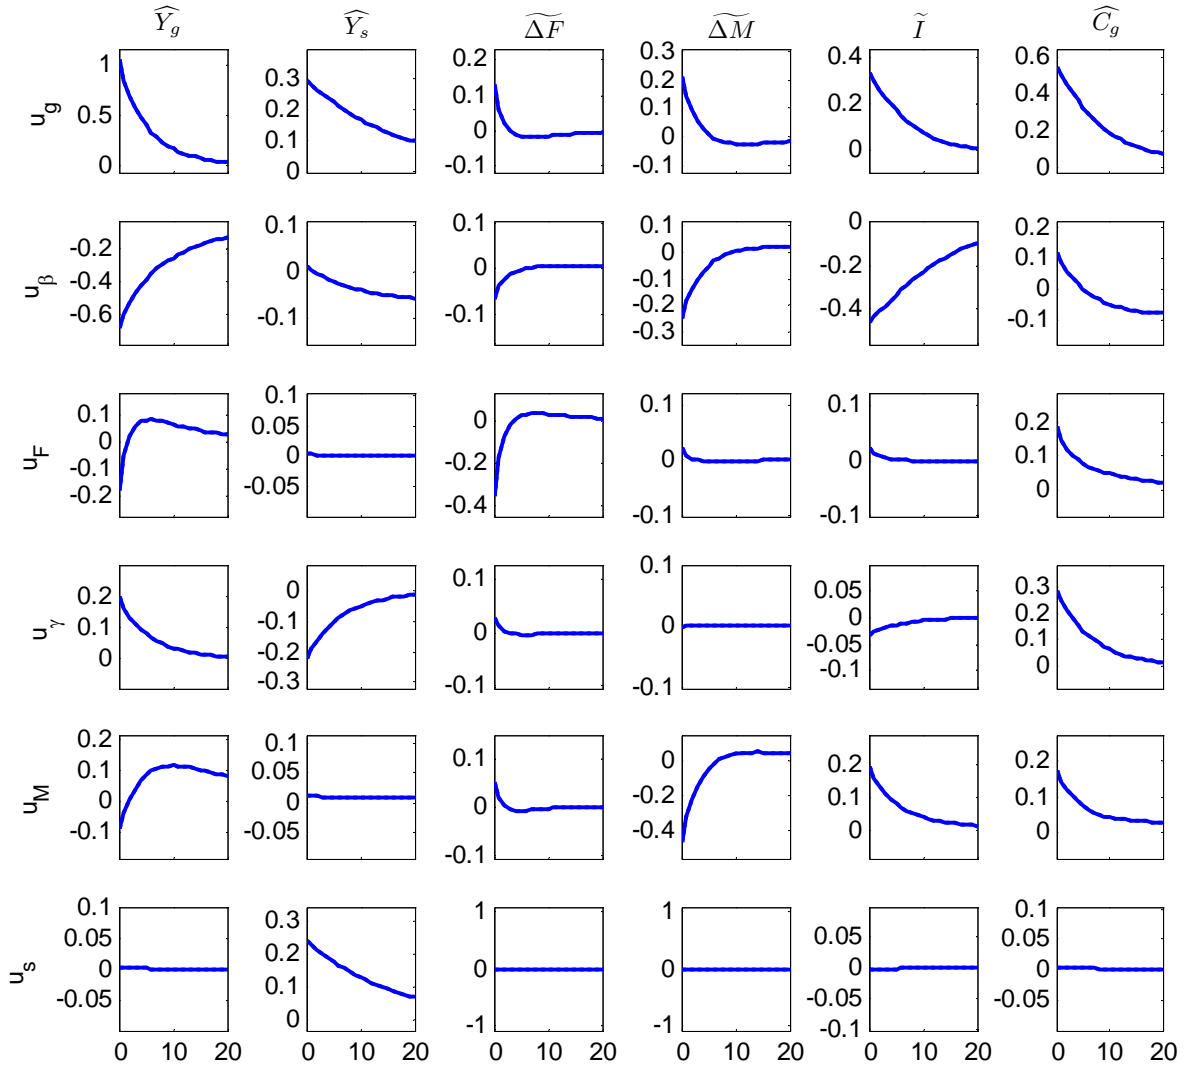 Y_g Y_s ΔF ΔM I C_g
u_g 1 0.5 0 0.3 0.2 0.1 0 0.2 0.1 0 -0.1 0.3 0.2 0.1 0 -0.1 0.4 0.2 0 0.6 0.4 0.2 0
u_β -0.2 -0.4 -0.6 0.1 0 -0.1 0.1 0 -0.1 0.1 0 -0.1 -0.2 -0.3 0 -0.2 -0.4 0.2 0.1 0 -0.1
u_F 0.1 0 -0.1 -0.2 0.1 0.05 0 -0.05 0 -0.2 -0.4 0.1 0 -0.1 0.1 0 -0.1 0.2 0.1 0
u_γ 0.2 0.1 0 0 -0.1 -0.2 -0.3 0.1 0 -0.1 0.1 0 -0.1 0.05 0 -0.05 -0.1 0.3 0.2 0.1 0
u_M 0.2 0.1 0 -0.1 0.1 0.05 0 -0.05 0.1 0 -0.1 0 -0.2 -0.4 0.2 0.1 0 0.2 0.1 0
u_s 0.1 0.05 0 -0.05 0.3 0.2 0.1 0 1 0 -1 1 0 -1 0.05 0 -0.05 -0.1 0.1 0.05 0 -0.05
0 10 20 0 10 20 0 10 20 0 10 20 0 10 20 0 10 20